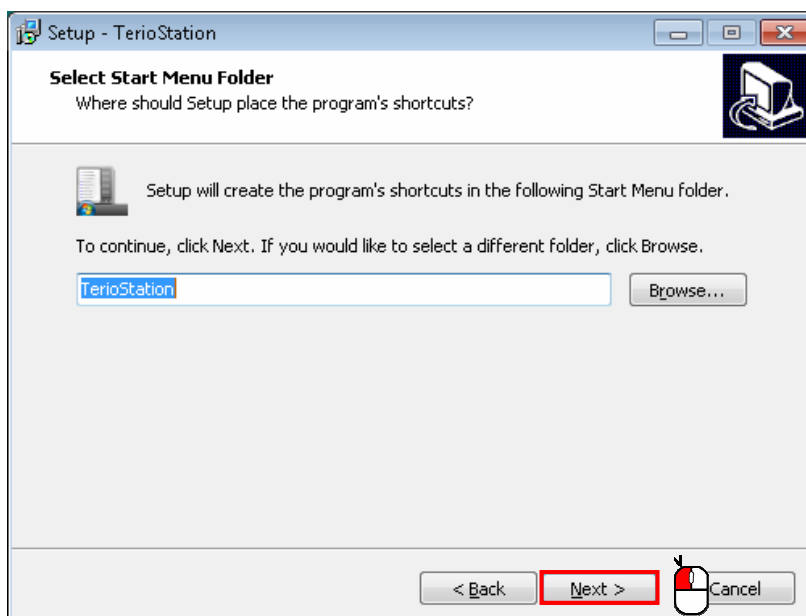 Setup - TerioStation
Select Start Menu Folder
Where should Setup place the program's shortcuts?
Setup will create the program's shortcuts in the following Start Menu folder.
To continue, click Next. If you would like to select a different folder, click Browse.
TerioStation Browse...
< Back Next > Cancel